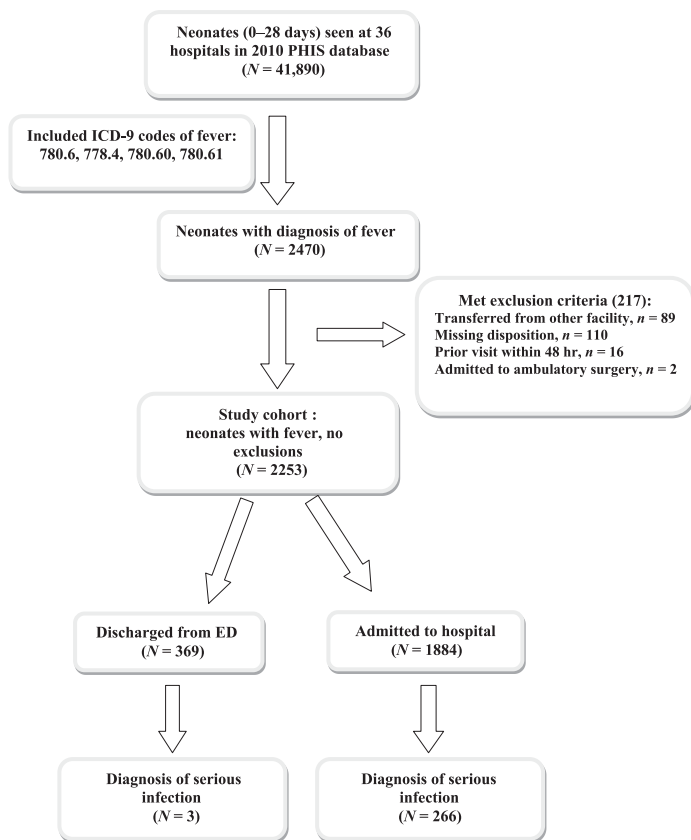 Neonates (0–28 days) seen at 36
hospitals in 2010 PHIS database
(N = 41,890)
Included ICD-9 codes of fever:
780.6, 778.4, 780.60, 780.61
Neonates with diagnosis of fever
(N = 2470)
Met exclusion criteria (217):
Transferred from other facility, n = 89
Missing disposition, n = 110
Prior visit within 48 hr, n = 16
Admitted to ambulatory surgery, n = 2
Study cohort :
neonates with fever, no
exclusions
(N = 2253)
Discharged from ED
(N = 369)
Admitted to hospital
(N = 1884)
Diagnosis of serious
infection
(N = 3)
Diagnosis of serious
infection
(N = 266)